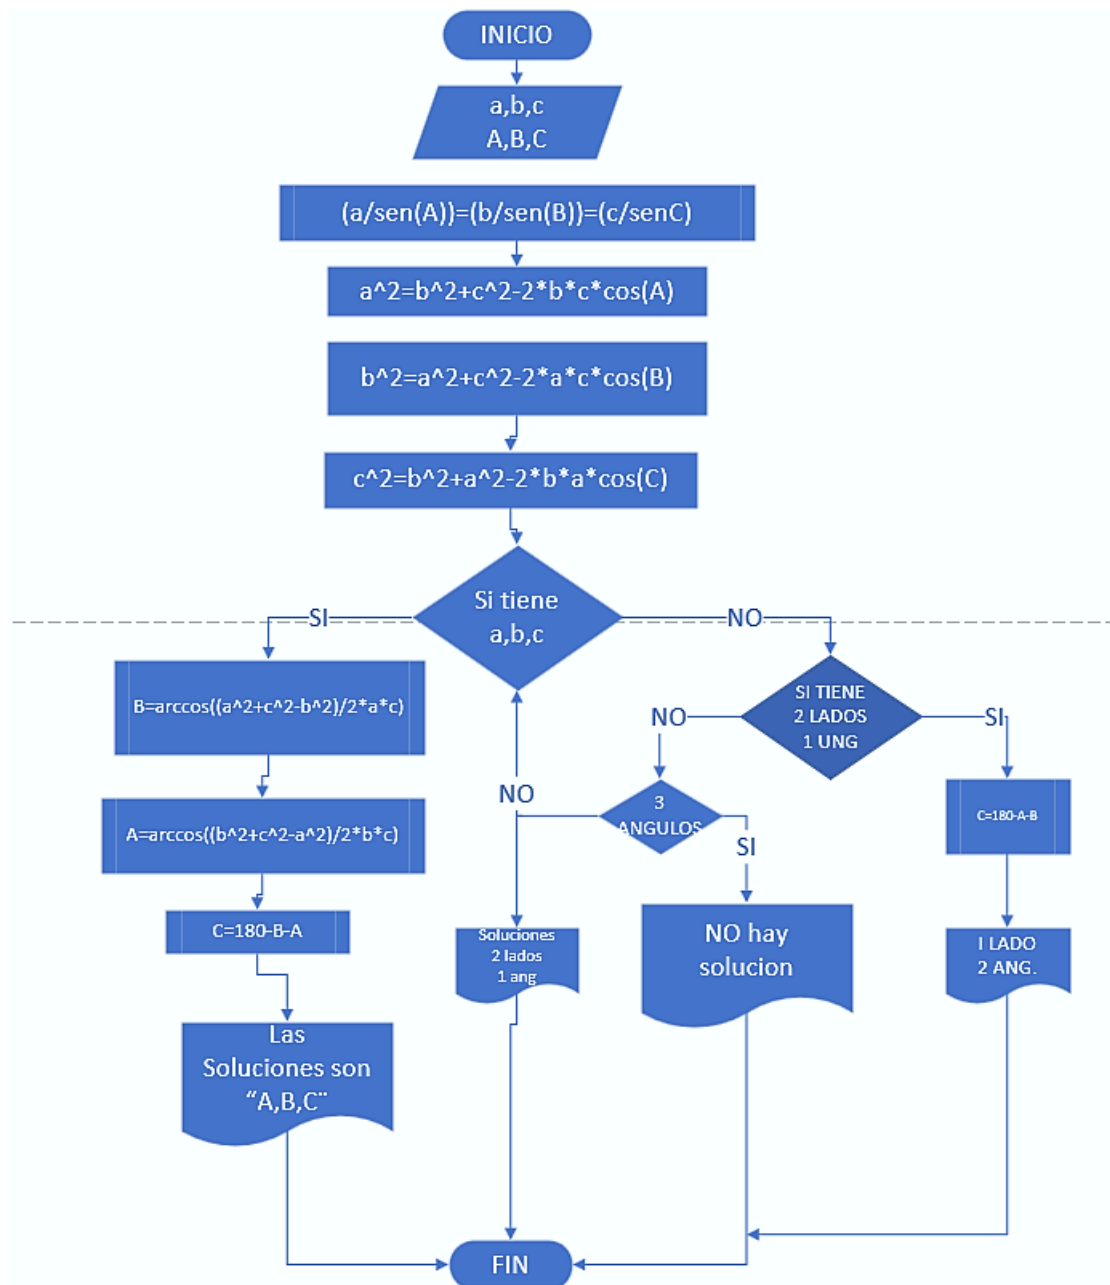 INICIO
a,b,c
A,B,C
(a/sen(A))=(b/sen(B))=(c/senC)
a^2=b^2+c^2-2*b*c*cos(A)
b^2=a^2+c^2-2*a*c*cos(B)
c^2=b^2+a^2-2*b*a*cos(C)
Si tiene
a,b,c
SI
NO
B=arccos((a^2+c^2-b^2)/2*a*c)
A=arccos((b^2+c^2-a^2)/2*b*c)
C=180-B-A
Las
Soluciones son
“A,B,C¨
SI TIENE
2 LADOS
1 UNG
NO
SI
3
ANGULOS
NO
SI
C=180-A-B
Soluciones
2 lados
1 ang
NO hay
solucion
I LADO
2 ANG.
FIN